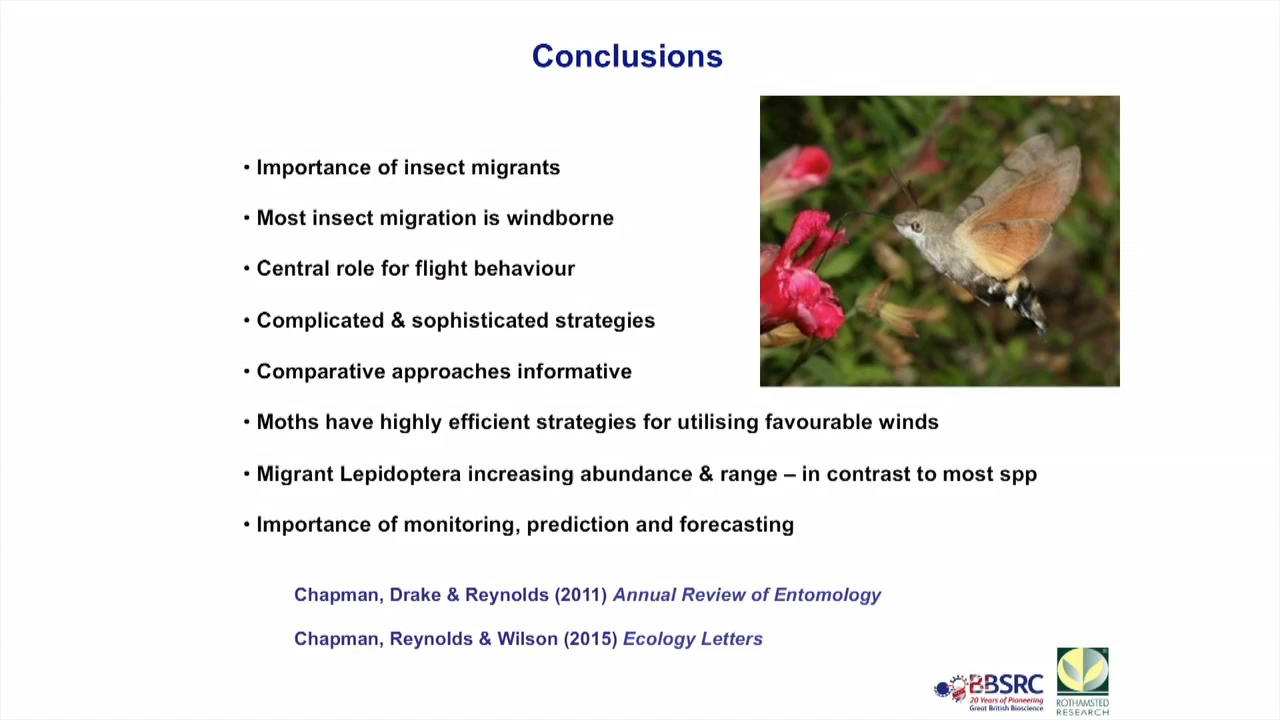 Conclusions
• Importance of insect migrants
• Most insect migration is windborne
• Central role for flight behaviour
• Complicated & sophisticated strategies
• Comparative approaches informative
• Moths have highly efficient strategies for utilising favourable winds
• Migrant Lepidoptera increasing abundance & range – in contrast to most spp
• Importance of monitoring, prediction and forecasting
Chapman, Drake & Reynolds (2011) Annual Review of Entomology
Chapman, Reynolds & Wilson (2015) Ecology Letters
BBSRC
20 Years of Pioneering
Great British Bioscience
ROTHAMSTED
RESEARCH